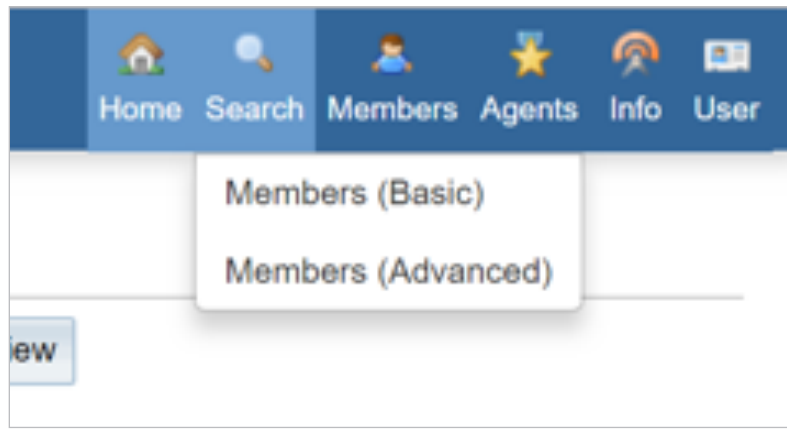 Home Search Members Agents Info User
Members (Basic)
Members (Advanced)
iew